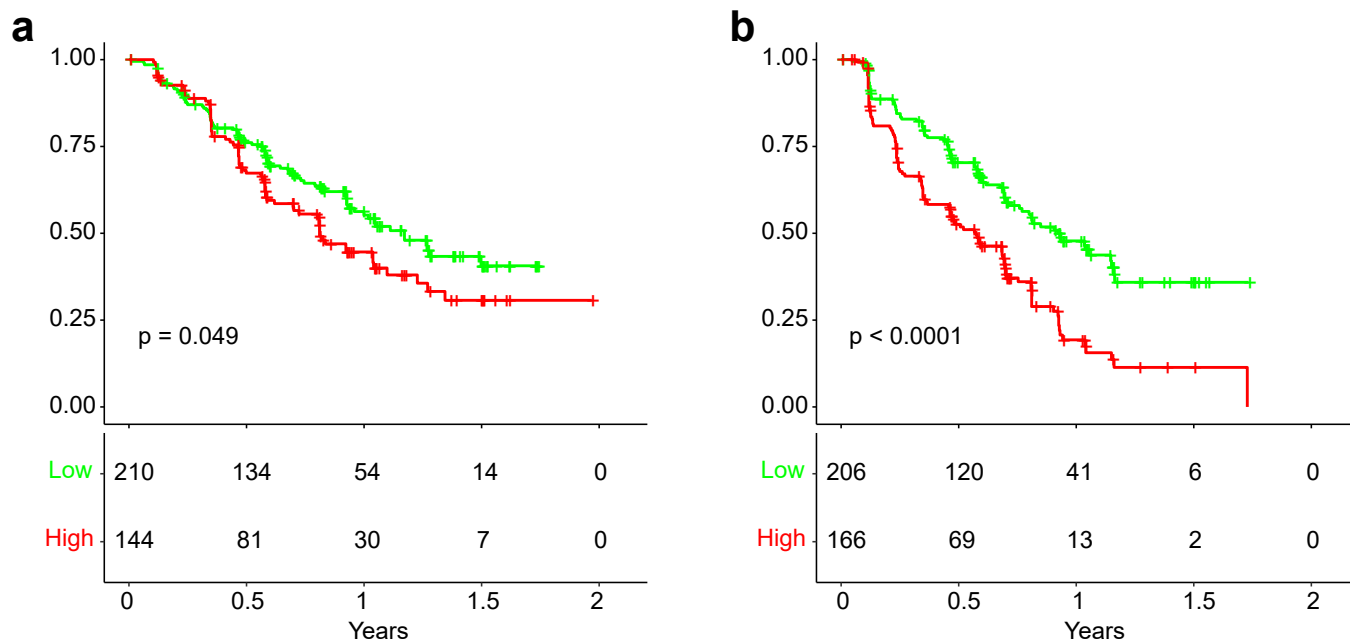 a
1.00
0.75
0.50
0.25
0.00
p = 0.049
Low 210 134 54 14 0
High 144 81 30 7 0
0 0.5 1 1.5 2
Years
b
1.00
0.75
0.50
0.25
0.00
p < 0.0001
Low 206 120 41 6 0
High 166 69 13 2 0
0 0.5 1 1.5 2
Years